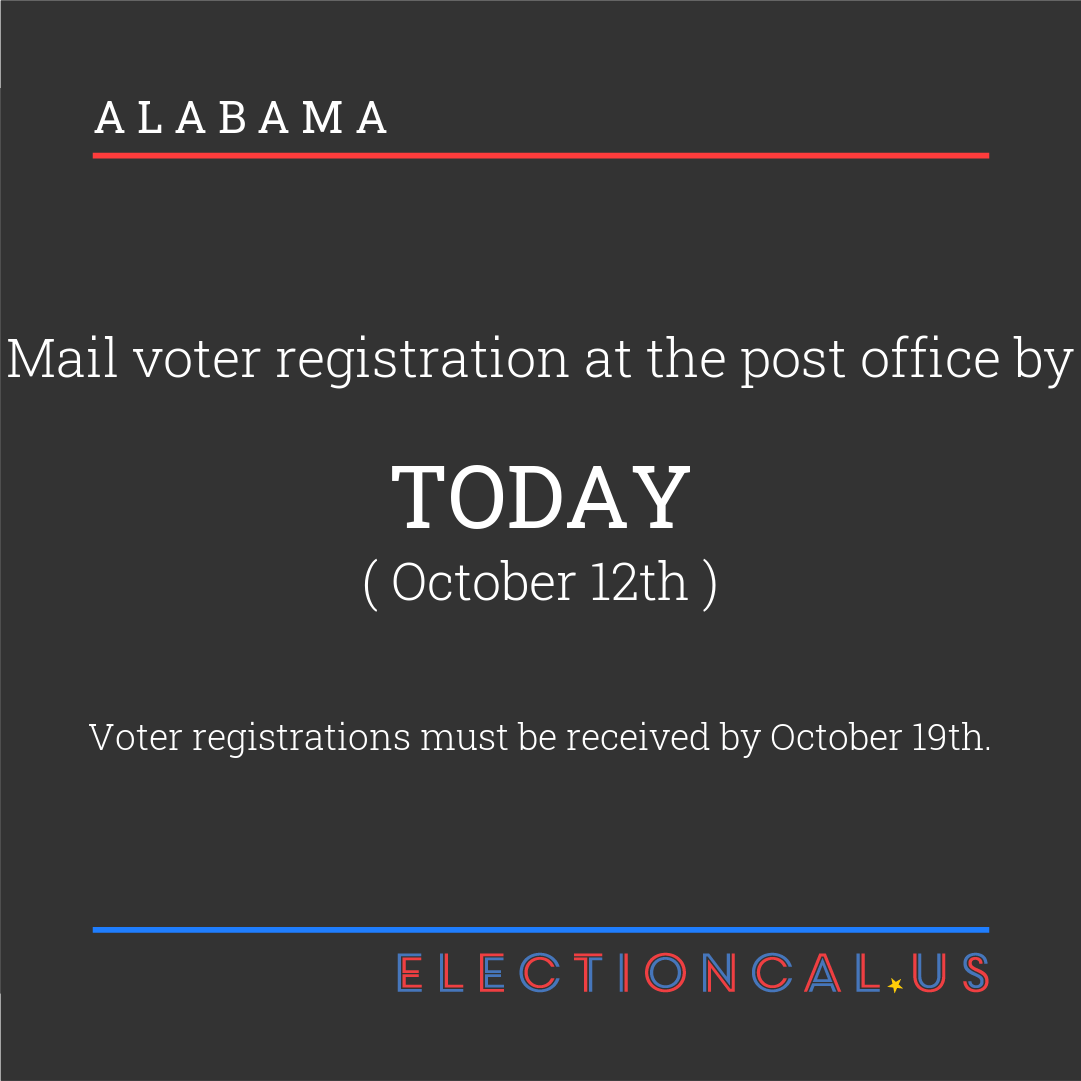 ALABAMA
Mail voter registration at the post office by
TODAY
( October 12th )
Voter registrations must be received by October 19th.
ELECTIONCAL.US